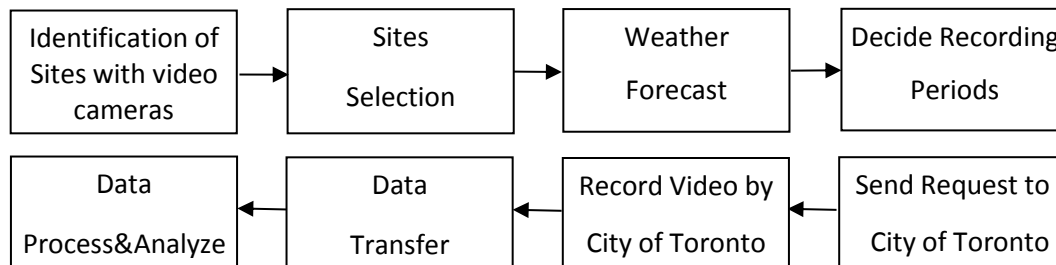 Identification of
Sites with video
cameras
Sites
Selection
Weather
Forecast
Decide Recording
Periods
Data
Process&Analyze
Data
Transfer
Record Video by
City of Toronto
Send Request to
City of Toronto